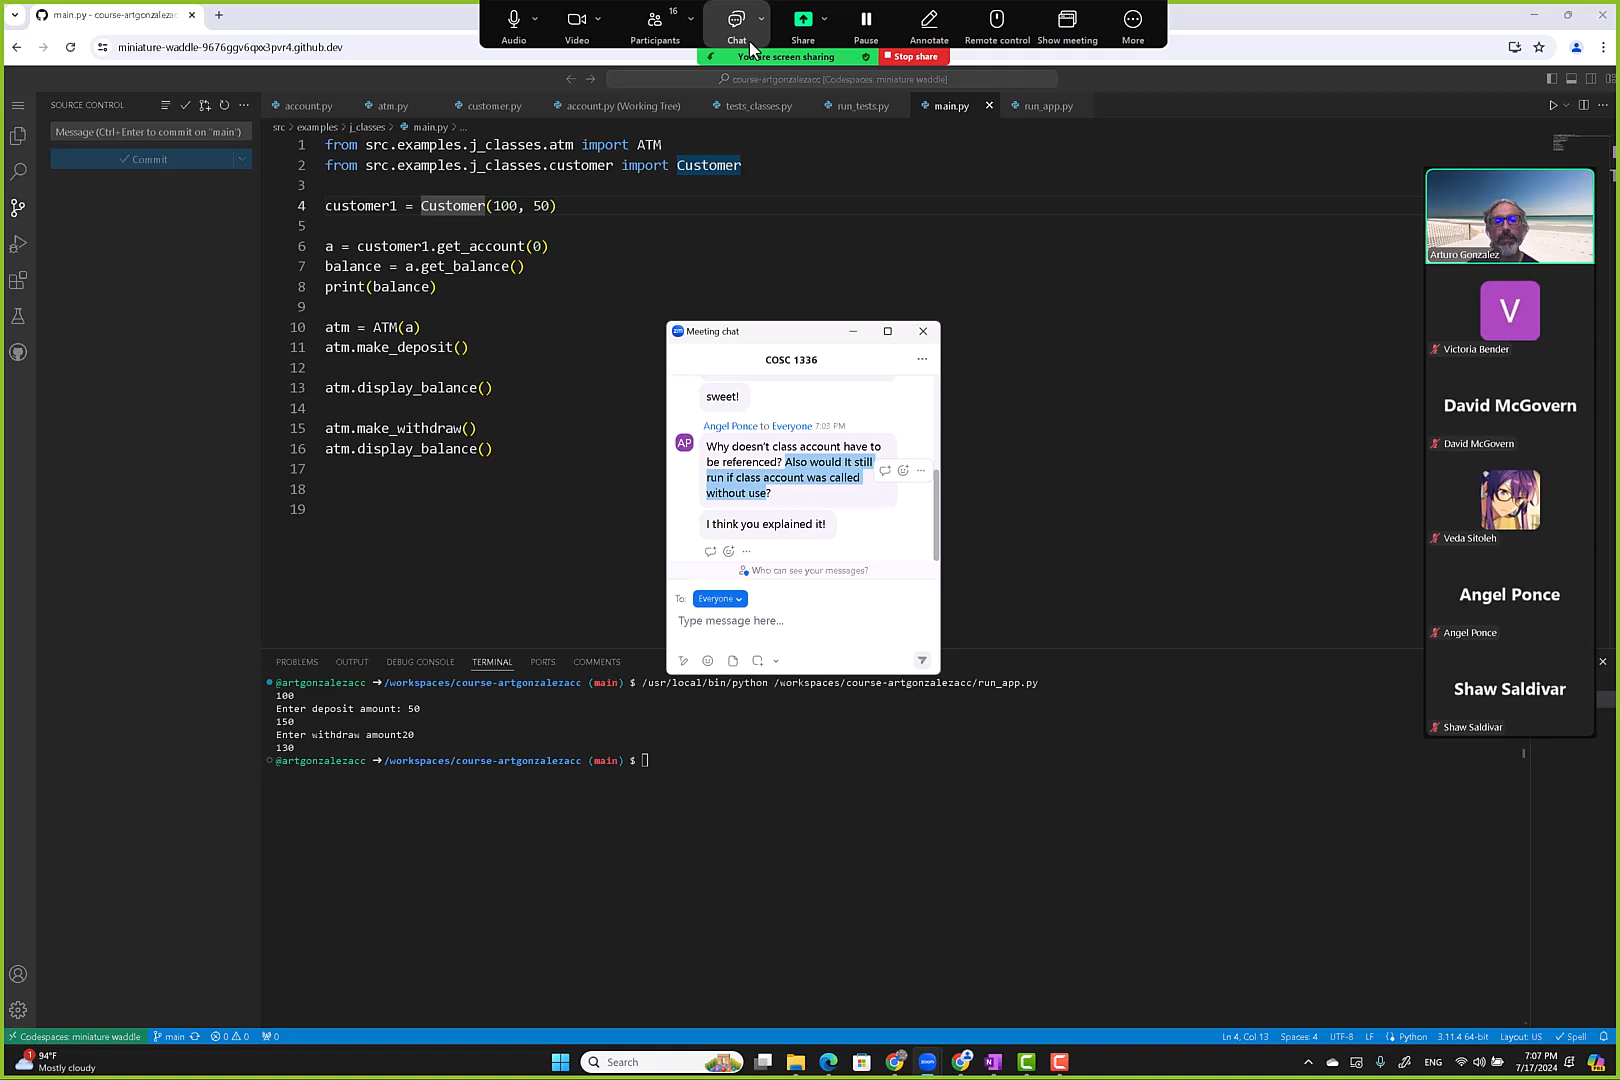 main.py - course-artgonzalezacc
miniature-waddle-9676ggv6qxx3pvr4.github.dev
Audio
Video
16
Participants
Chat
Share
Pause
Annotate
Remote control
Show meeting
More
You are screen sharing
Stop share
course-artgonzalezacc [Codespaces: miniature waddle]
SOURCE CONTROL
Message (Ctrl+Enter to commit on "main")
Commit
account.py
atm.py
customer.py
account.py (Working Tree)
tests_classes.py
run_tests.py
main.py
run_app.py
src > examples > j_classes > main.py > ...
1 from src.examples.j_classes.atm import ATM
2 from src.examples.j_classes.customer import Customer
3
4 customer1 = Customer(100, 50)
5
6 a = customer1.get_account(0)
7 balance = a.get_balance()
8 print(balance)
9
10 atm = ATM(a)
11 atm.make_deposit()
12
13 atm.display_balance()
14
15 atm.make_withdraw()
16 atm.display_balance()
17
18
19
Meeting chat
COSC 1336
sweet!
Angel Ponce to Everyone 7:03 PM
AP
Why doesn't class account have to
be referenced? Also would It still
run if class account was called
without use?
I think you explained it!
Who can see your messages?
To: Everyone
Type message here...
Arturo Gonzalez
V
Victoria Bender
David McGovern
David McGovern
Veda Sitoleh
Angel Ponce
Angel Ponce
Shaw Saldivar
Shaw Saldivar
PROBLEMS
OUTPUT
DEBUG CONSOLE
TERMINAL
PORTS
COMMENTS
@artgonzalezacc → /workspaces/course-artgonzalezacc (main) $ /usr/local/bin/python /workspaces/course-artgonzalezacc/run_app.py
100
Enter deposit amount: 50
150
Enter withdraw amount20
130
@artgonzalezacc → /workspaces/course-artgonzalezacc (main) $
Codespaces: miniature waddle
main
0 0
0
Ln 4, Col 13
Spaces: 4
UTF-8
LF
Python
3.11.4 64-bit
Layout: US
Spell
1
94°F
Mostly cloudy
Search
ENG
7:07 PM
7/17/2024